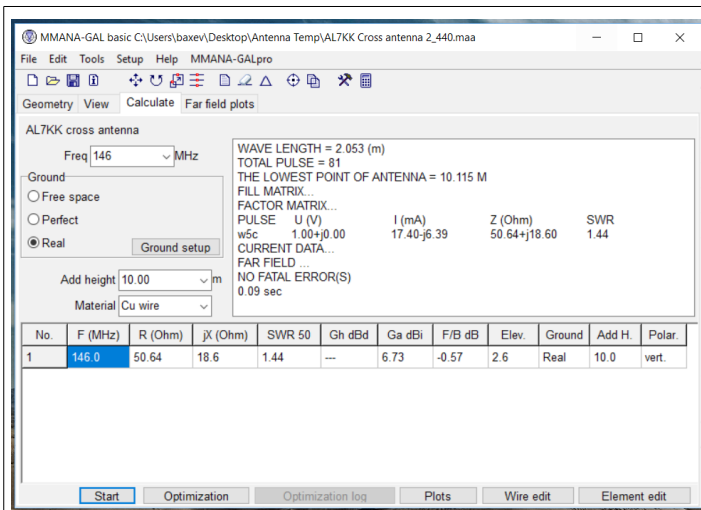 MMANA-GAL basic C:\Users\baxev\Desktop\Antenna Temp\AL7KK Cross antenna 2_440.maa
File Edit Tools Setup Help MMANA-GALpro
Geometry View Calculate Far field plots
AL7KK cross antenna
Freq 146 MHz
Ground
Free space
Perfect
Real Ground setup
Add height 10.00 m
Material Cu wire
WAVE LENGTH = 2.053 (m)
TOTAL PULSE = 81
THE LOWEST POINT OF ANTENNA = 10.115 M
FILL MATRIX...
FACTOR MATRIX...
PULSE U (V) I (mA) Z (Ohm) SWR
w5c 1.00+j0.00 17.40-j6.39 50.64+j18.60 1.44
CURRENT DATA...
FAR FIELD ...
NO FATAL ERROR(S)
0.09 sec
No. F (MHz) R (Ohm) jX (Ohm) SWR 50 Gh dBd Ga dBi F/B dB Elev. Ground Add H. Polar.
1 146.0 50.64 18.6 1.44 --- 6.73 -0.57 2.6 Real 10.0 vert.
Start Optimization Optimization log Plots Wire edit Element edit